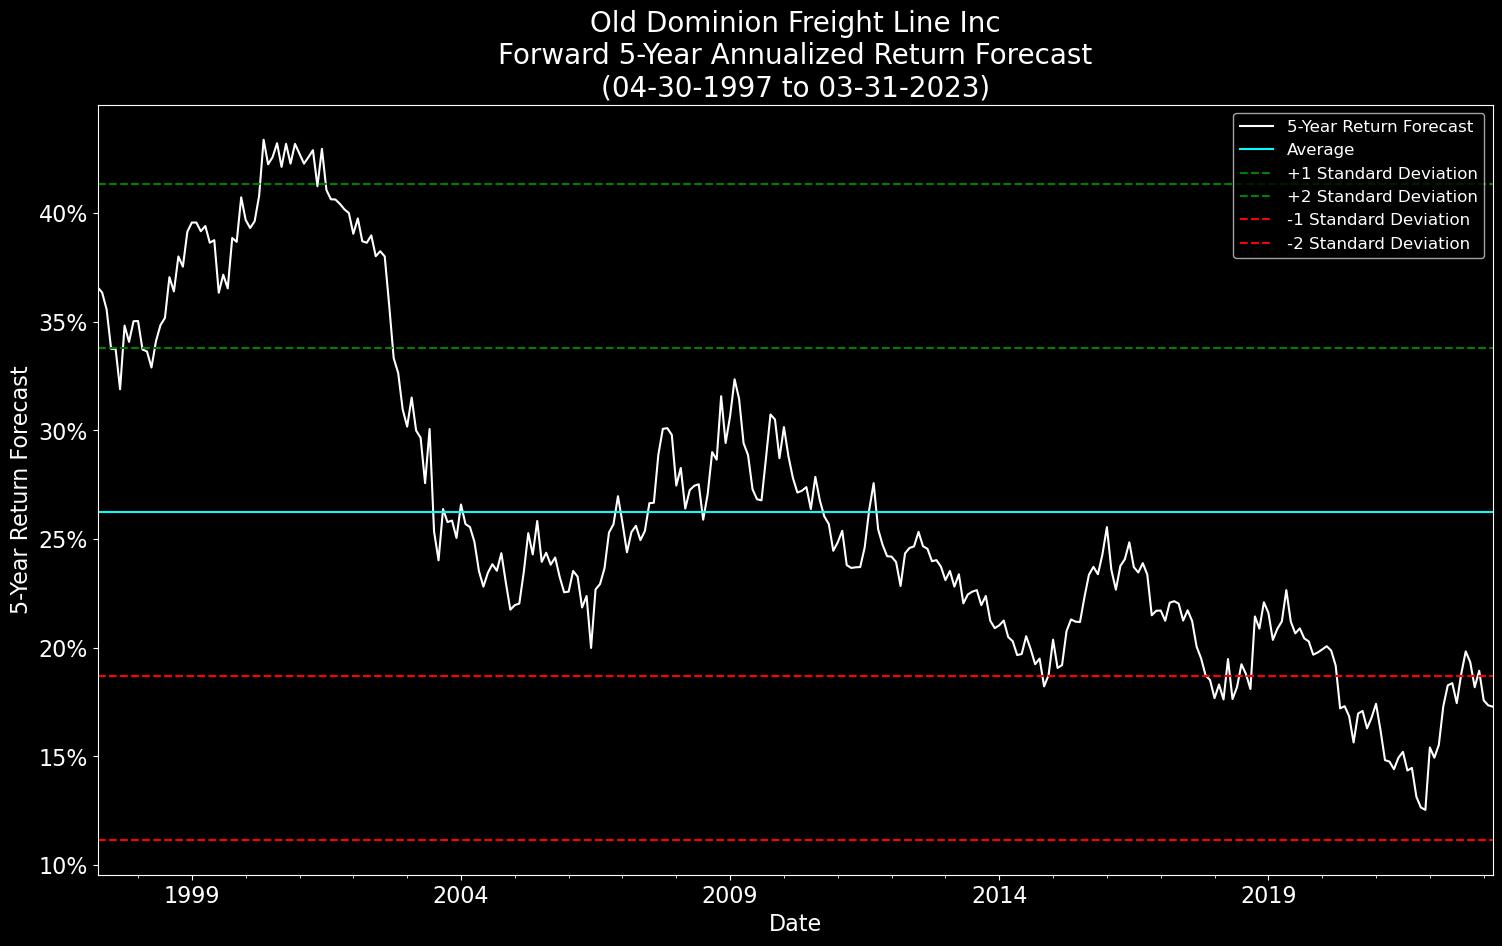 Old Dominion Freight Line Inc
Forward 5-Year Annualized Return Forecast
(04-30-1997 to 03-31-2023)
5-Year Return Forecast
Average
+1 Standard Deviation
+2 Standard Deviation
-1 Standard Deviation
-2 Standard Deviation
5-Year Return Forecast
40%
35%
30%
25%
20%
15%
10%
1999
2004
2009
2014
2019
Date